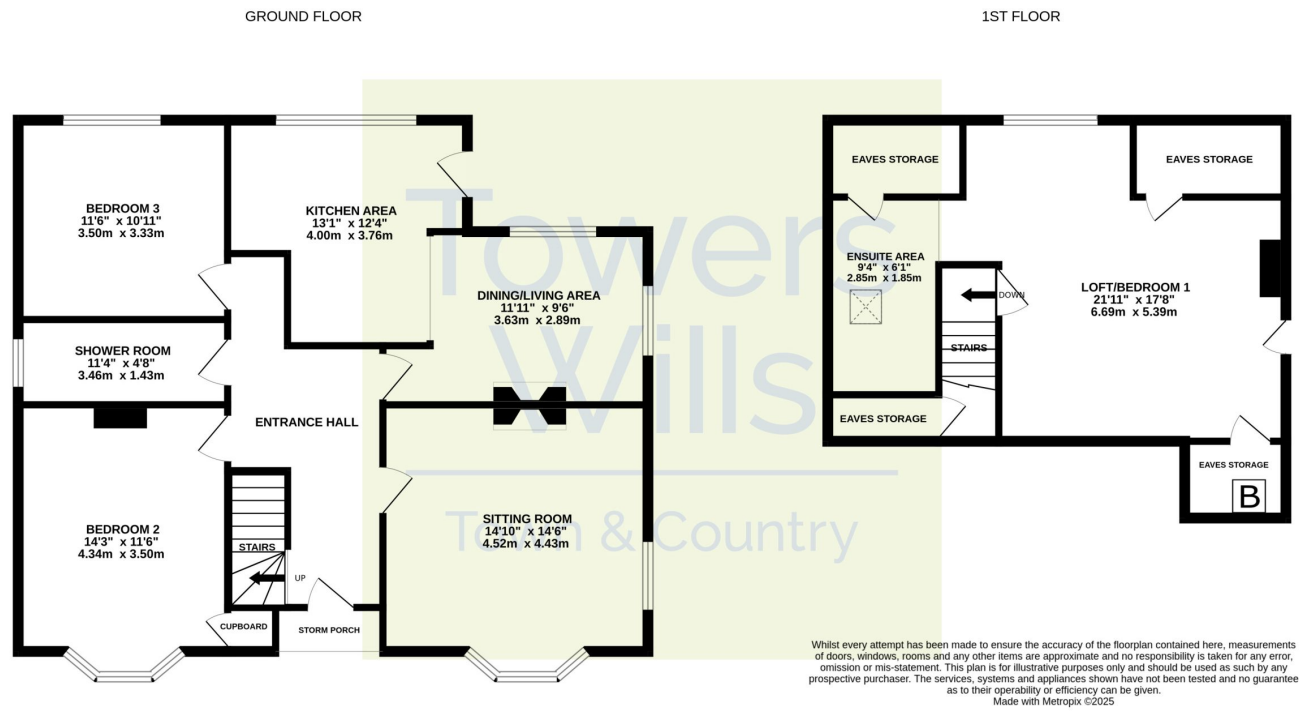 GROUND FLOOR
1ST FLOOR
BEDROOM 3
11'6" x 10'11"
3.50m x 3.33m
KITCHEN AREA
13'1" x 12'4"
4.00m x 3.76m
DINING/LIVING AREA
11'11" x 9'6"
3.63m x 2.89m
SHOWER ROOM
11'4" x 4'8"
3.46m x 1.43m
ENTRANCE HALL
BEDROOM 2
14'3" x 11'6"
4.34m x 3.50m
SITTING ROOM
14'10" x 14'6"
4.52m x 4.43m
STAIRS
UP
CUPBOARD
STORM PORCH
Towers
Wills
Town & Country
EAVES STORAGE
EAVES STORAGE
ENSUITE AREA
9'4" x 6'1"
2.85m x 1.85m
LOFT/BEDROOM 1
21'11" x 17'8"
6.69m x 5.39m
DOWN
STAIRS
EAVES STORAGE
EAVES STORAGE
B
Whilst every attempt has been made to ensure the accuracy of the floorplan contained here, measurements
of doors, windows, rooms and any other items are approximate and no responsibility is taken for any error,
omission or mis-statement. This plan is for illustrative purposes only and should be used as such by any
prospective purchaser. The services, systems and appliances shown have not been tested and no guarantee
as to their operability or efficiency can be given.
Made with Metropix ©2025